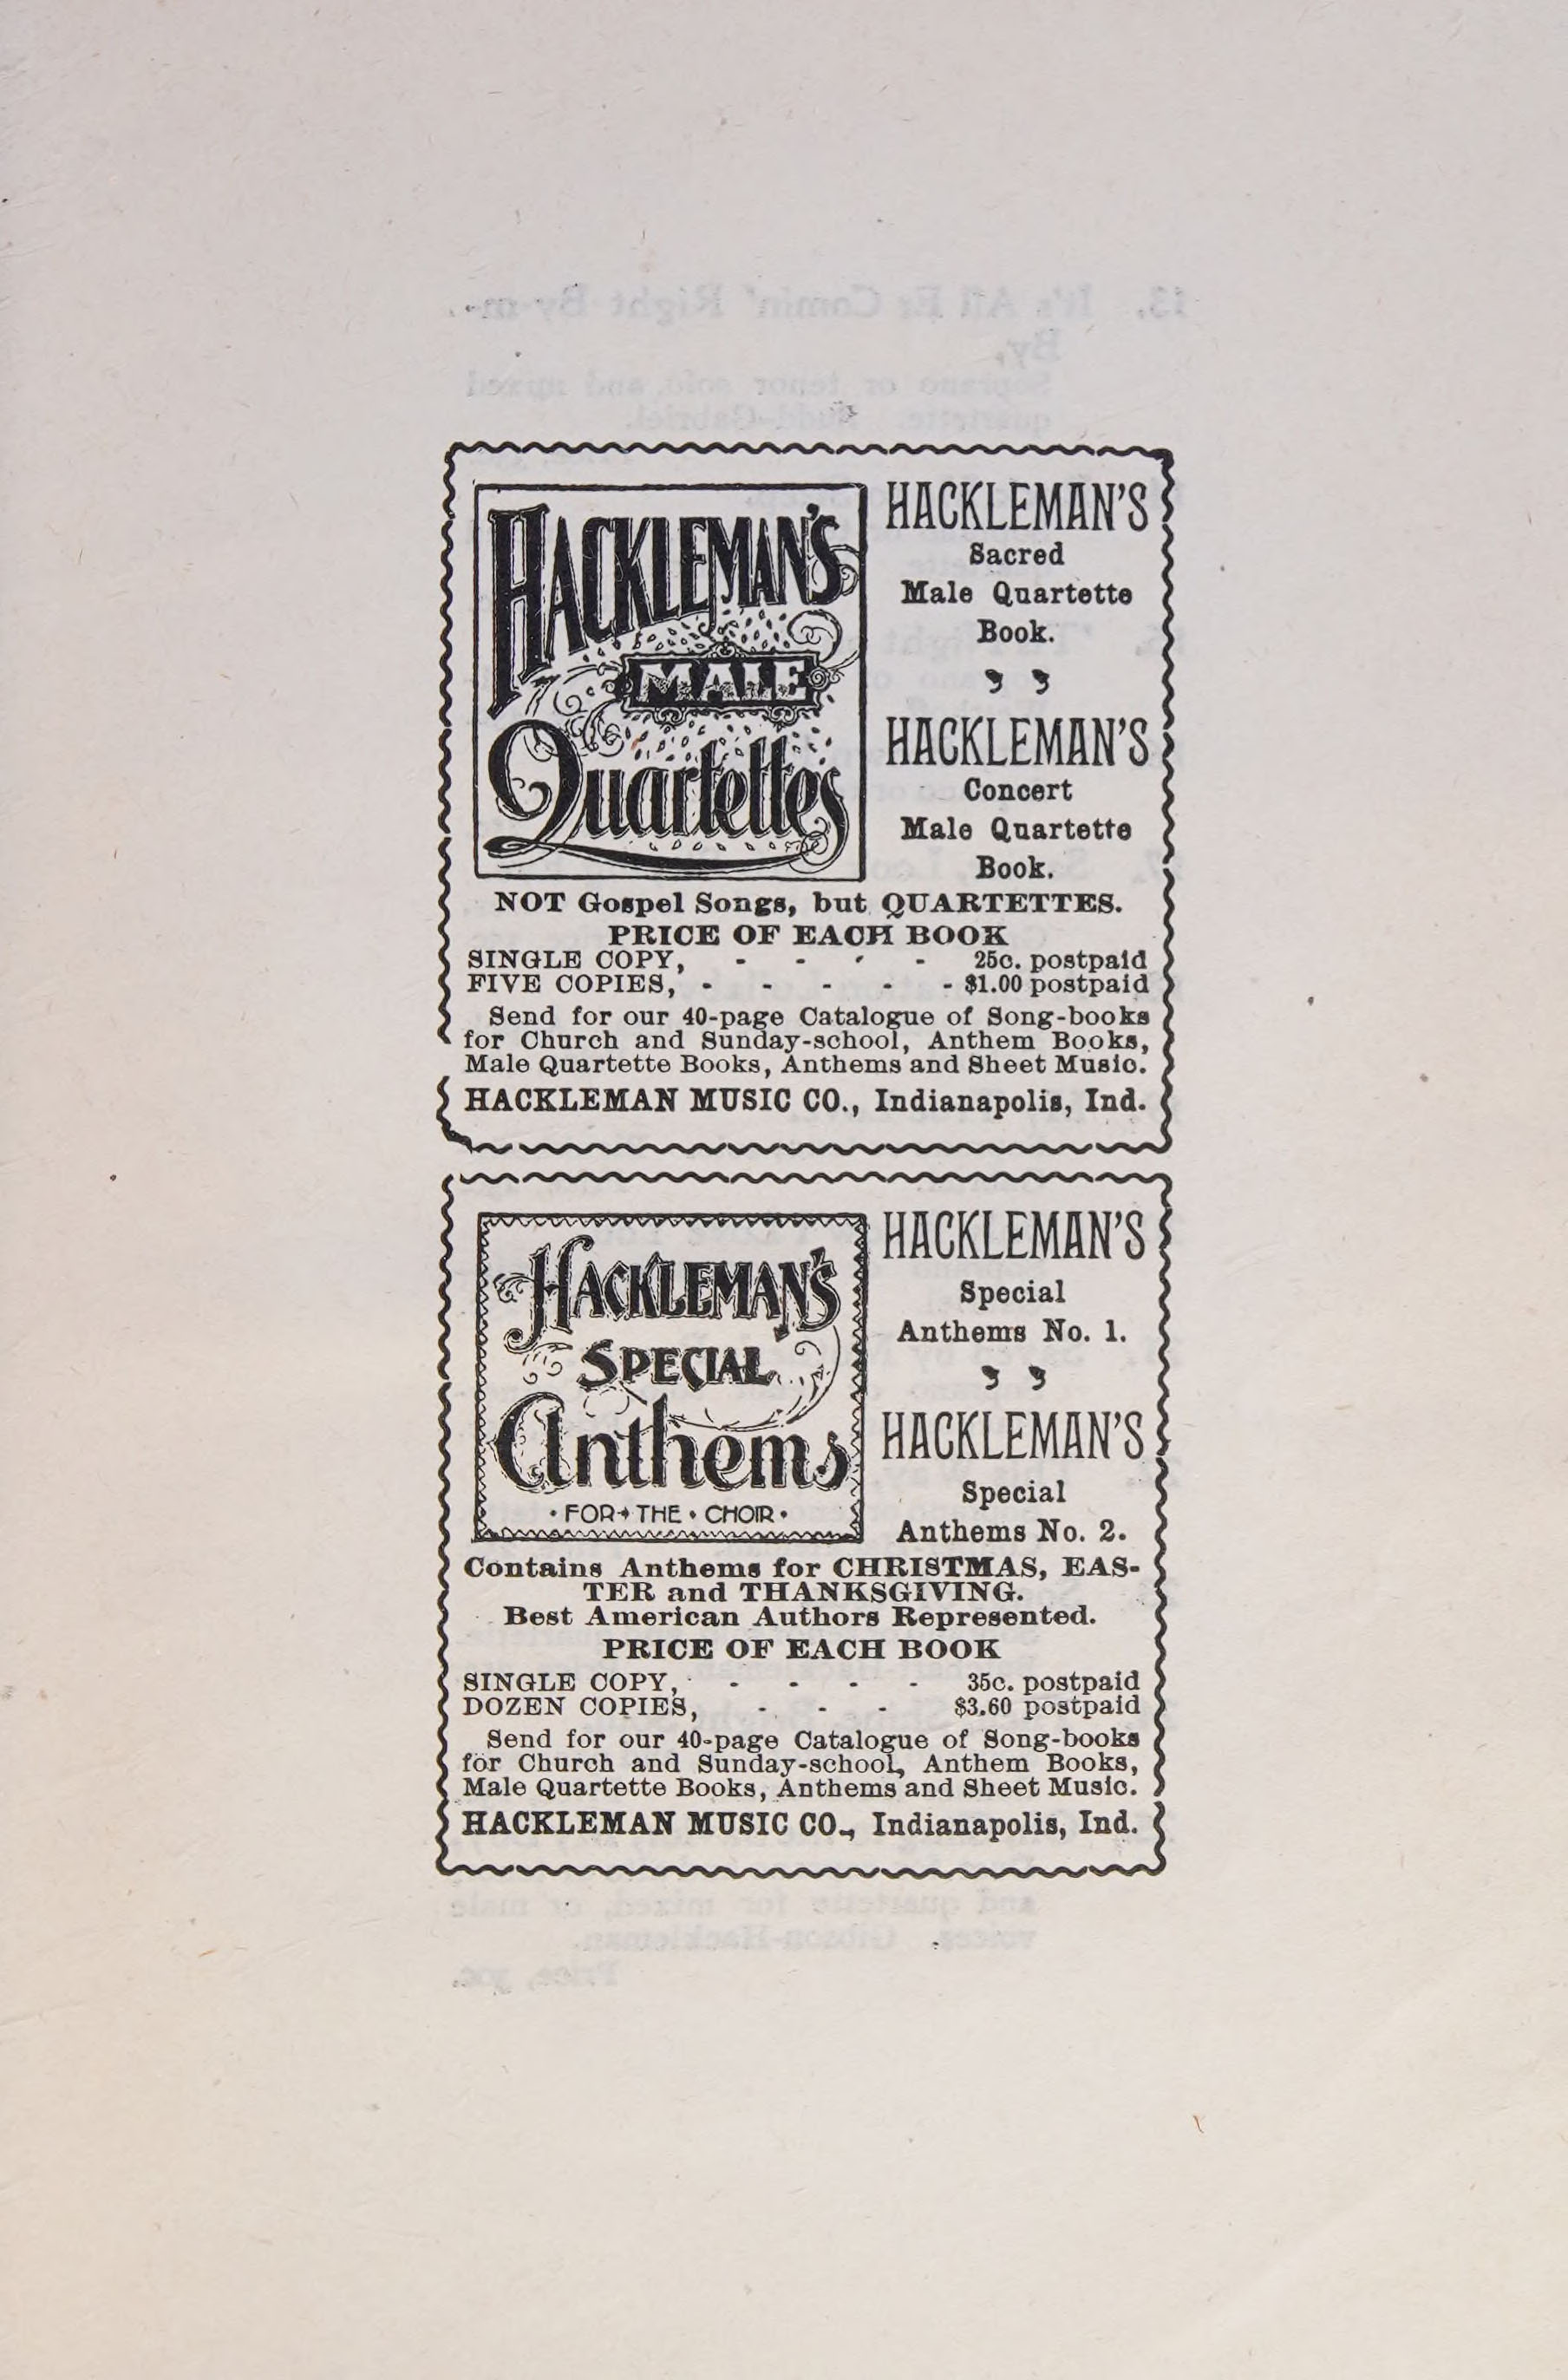 HACKLEMAN'S
MALE
Quartettes
HACKLEMAN'S
Sacred
Male Quartette
Book.
HACKLEMAN'S
Concert
Male Quartette
Book.
NOT Gospel Songs, but QUARTETTES.
PRICE OF EACH BOOK
SINGLE COPY, - - - - 25c. postpaid
FIVE COPIES, - - - - - $1.00 postpaid
Send for our 40-page Catalogue of Song-books
for Church and Sunday-school, Anthem Books,
Male Quartette Books, Anthems and Sheet Music.
HACKLEMAN MUSIC CO., Indianapolis, Ind.
HACKLEMAN'S
SPECIAL
Anthems
• FOR • THE • CHOIR •
HACKLEMAN'S
Special
Anthems No. 1.
HACKLEMAN'S
Special
Anthems No. 2.
Contains Anthems for CHRISTMAS, EAS-
TER and THANKSGIVING.
Best American Authors Represented.
PRICE OF EACH BOOK
SINGLE COPY, - - - - 35c. postpaid
DOZEN COPIES, - - - $3.60 postpaid
Send for our 40-page Catalogue of Song-books
for Church and Sunday-school, Anthem Books,
Male Quartette Books, Anthems and Sheet Music.
HACKLEMAN MUSIC CO., Indianapolis, Ind.